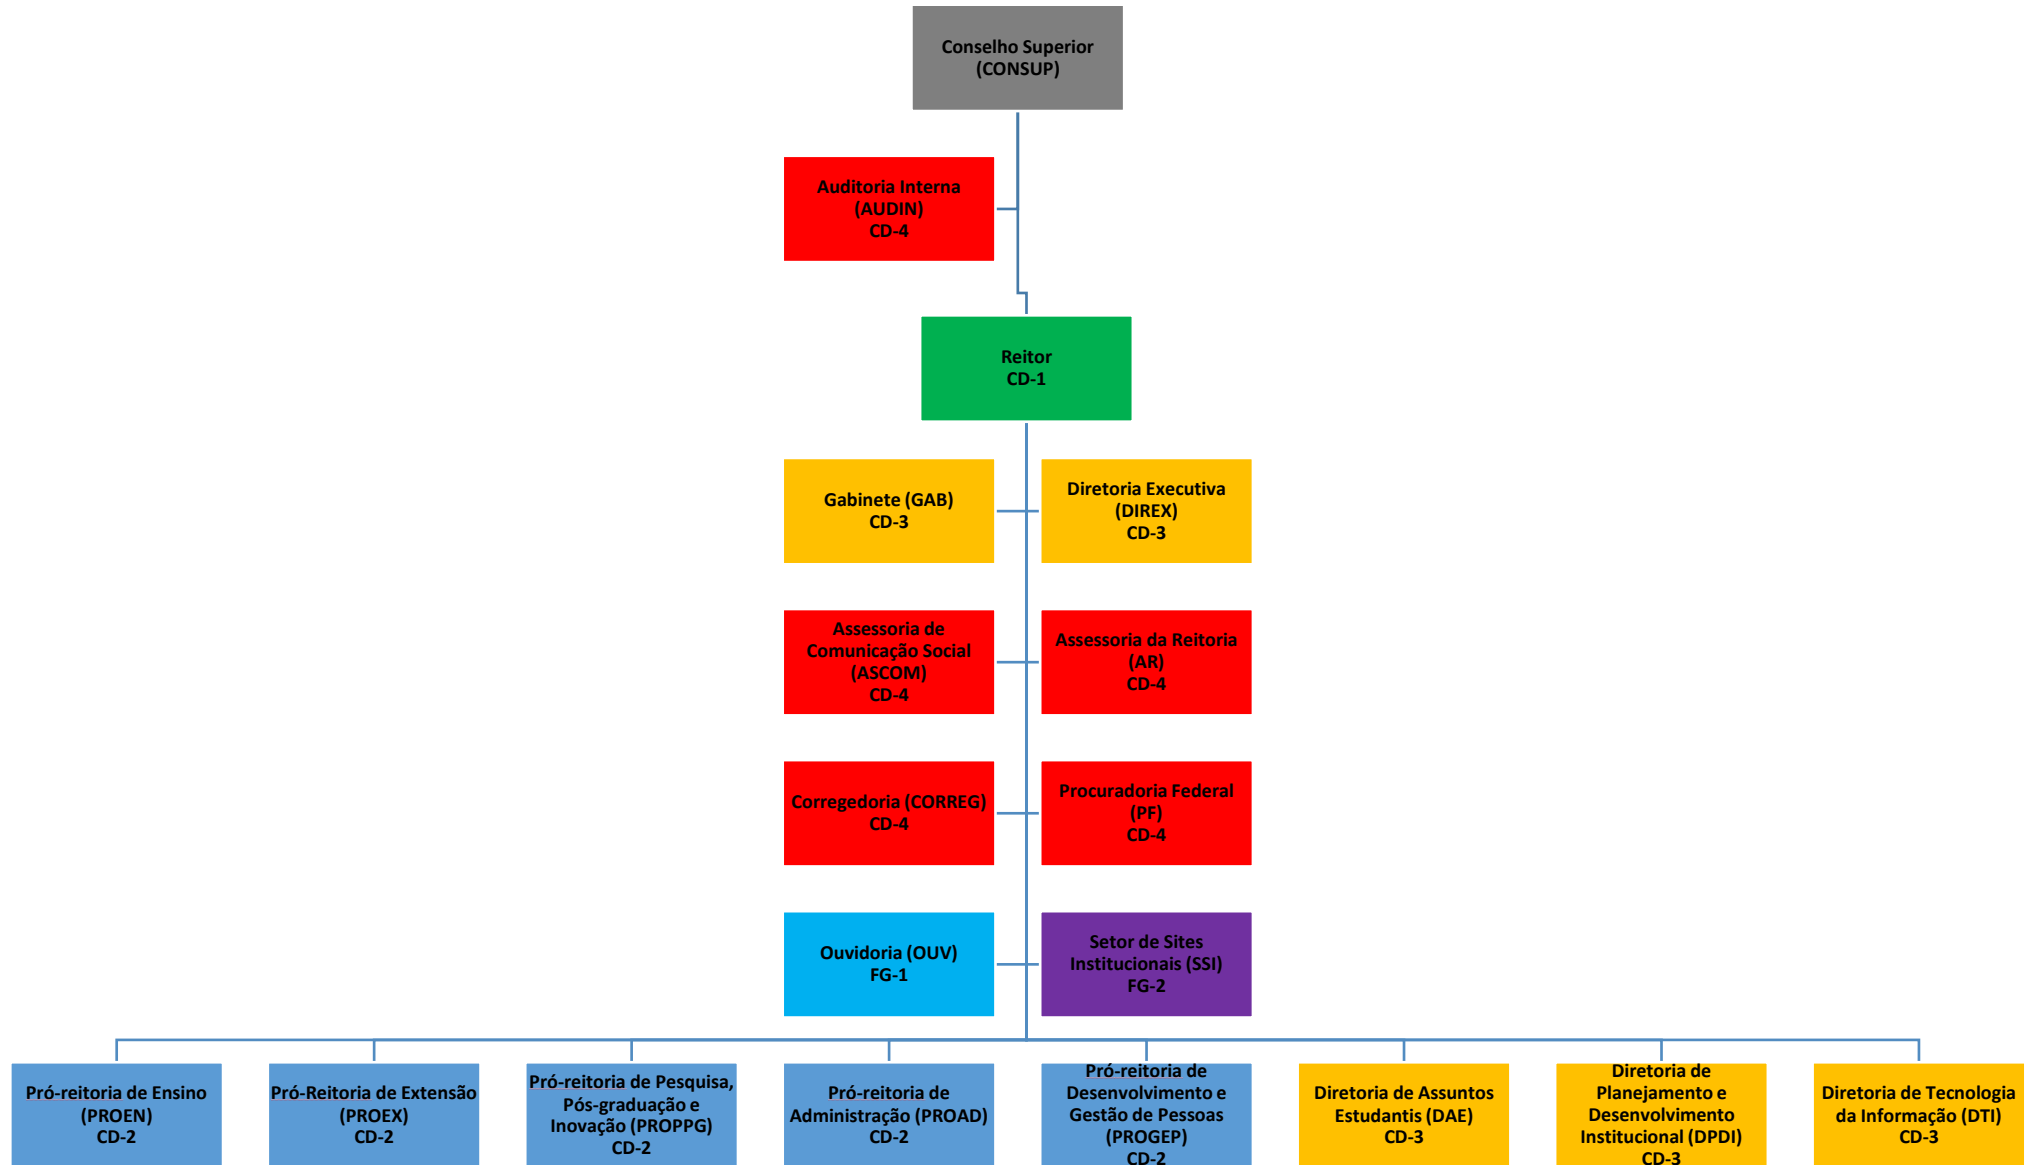 Conselho Superior
(CONSUP)
Auditoria Interna
(AUDIN)
CD-4
Reitor
CD-1
Gabinete (GAB)
CD-3
Diretoria Executiva
(DIREX)
CD-3
Assessoria de
Comunicação Social
(ASCOM)
CD-4
Assessoria da Reitoria
(AR)
CD-4
Corregedoria (CORREG)
CD-4
Procuradoria Federal
(PF)
CD-4
Ouvidoria (OUV)
FG-1
Setor de Sites
Institucionais (SSI)
FG-2
Pró-reitoria de Ensino
(PROEN)
CD-2
Pró-Reitoria de Extensão
(PROEX)
CD-2
Pró-reitoria de Pesquisa,
Pós-graduação e
Inovação (PROPPG)
CD-2
Pró-reitoria de
Administração (PROAD)
CD-2
Pró-reitoria de
Desenvolvimento e
Gestão de Pessoas
(PROGEP)
CD-2
Diretoria de Assuntos
Estudantis (DAE)
CD-3
Diretoria de
Planejamento e
Desenvolvimento
Institucional (DPDI)
CD-3
Diretoria de Tecnologia
da Informação (DTI)
CD-3